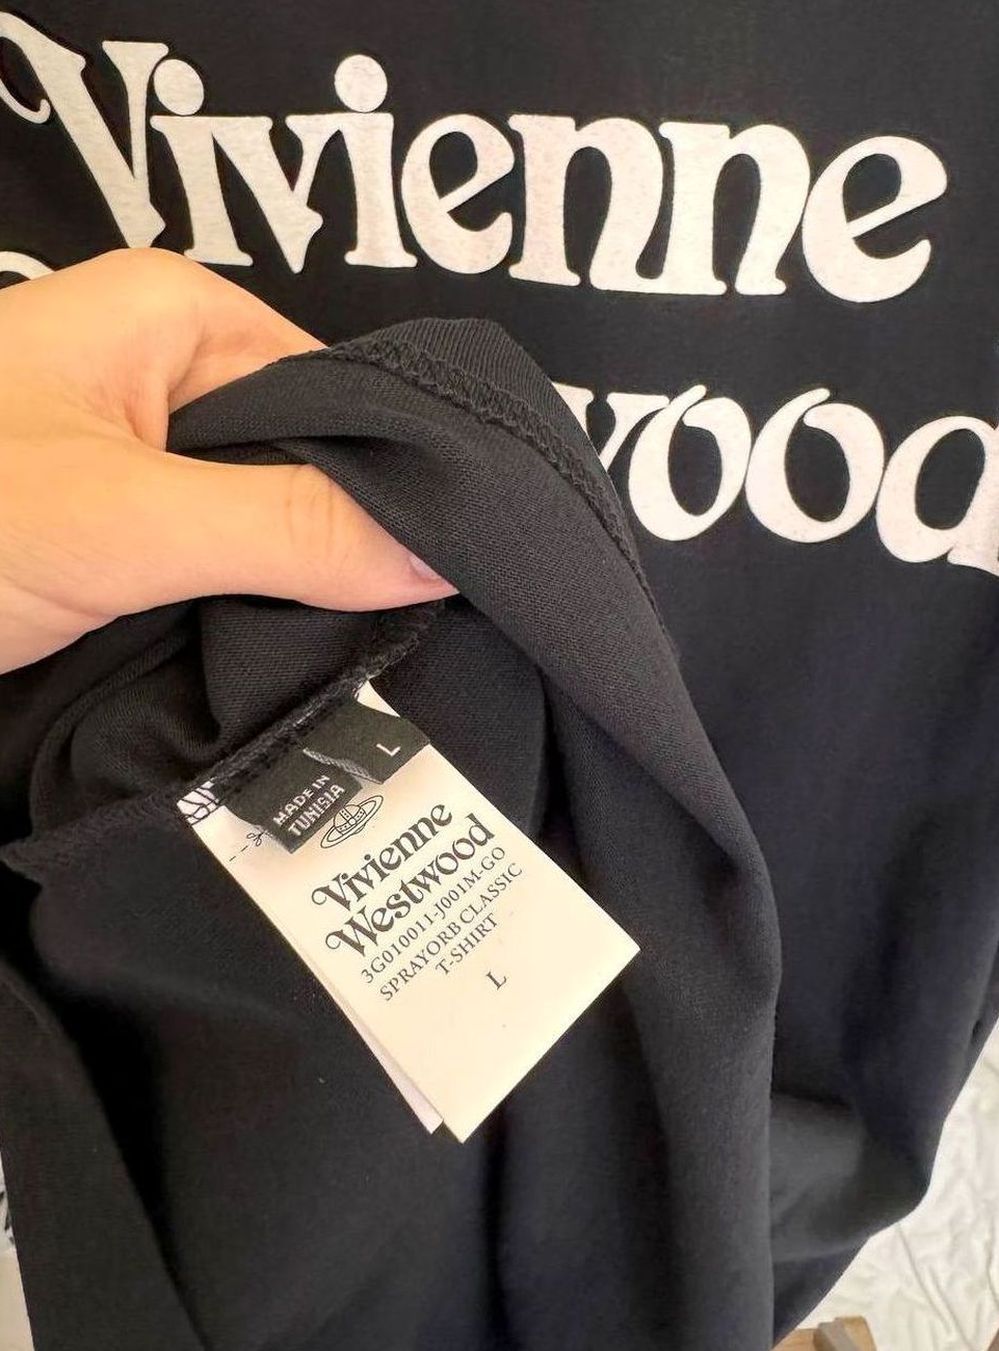 Vivienne
wood
L
MADE IN
TUNISIA
Vivienne
Westwood
3G010011-J001M-GO
SPRAYORB CLASSIC
T-SHIRT
L